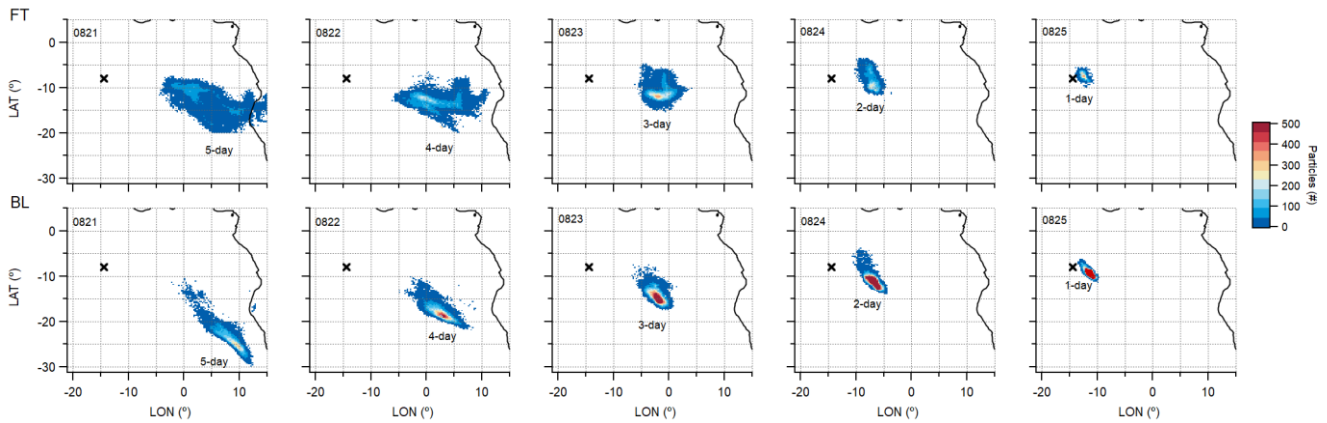 FT
0821 0822 0823 0824 0825
0
-10
-20
-30
LAT (º)
5-day 4-day 3-day 2-day 1-day
500
400
300
200
100
0
Particles (#)
BL
0821 0822 0823 0824 0825
0
-10
-20
-30
LAT (º)
5-day 4-day 3-day 2-day 1-day
-20 -10 0 10 -20 -10 0 10 -20 -10 0 10 -20 -10 0 10 -20 -10 0 10
LON (º) LON (º) LON (º) LON (º) LON (º)